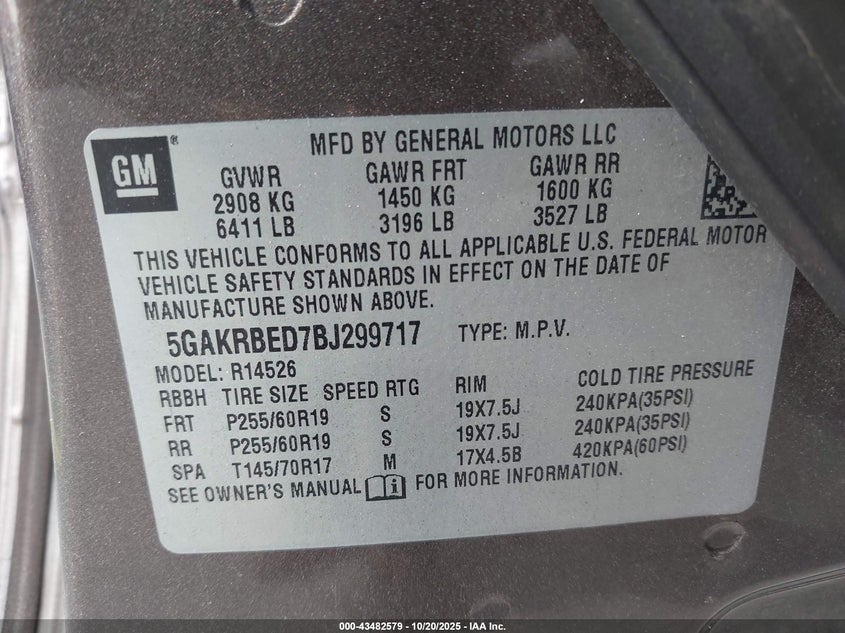 GM®
MFD BY GENERAL MOTORS LLC
GVWR GAWR FRT GAWR RR
2908 KG 1450 KG 1600 KG
6411 LB 3196 LB 3527 LB
THIS VEHICLE CONFORMS TO ALL APPLICABLE U.S. FEDERAL MOTOR
VEHICLE SAFETY STANDARDS IN EFFECT ON THE DATE OF
MANUFACTURE SHOWN ABOVE.
5GAKRBED7BJ299717 TYPE: M.P.V.
MODEL: R14526
RBBH TIRE SIZE SPEED RTG RIM COLD TIRE PRESSURE
FRT P255/60R19 S 19X7.5J 240KPA(35PSI)
RR P255/60R19 S 19X7.5J 240KPA(35PSI)
SPA T145/70R17 M 17X4.5B 420KPA(60PSI)
SEE OWNER'S MANUAL i FOR MORE INFORMATION.
000-43482579 | 10/20/2025 - IAA Inc.